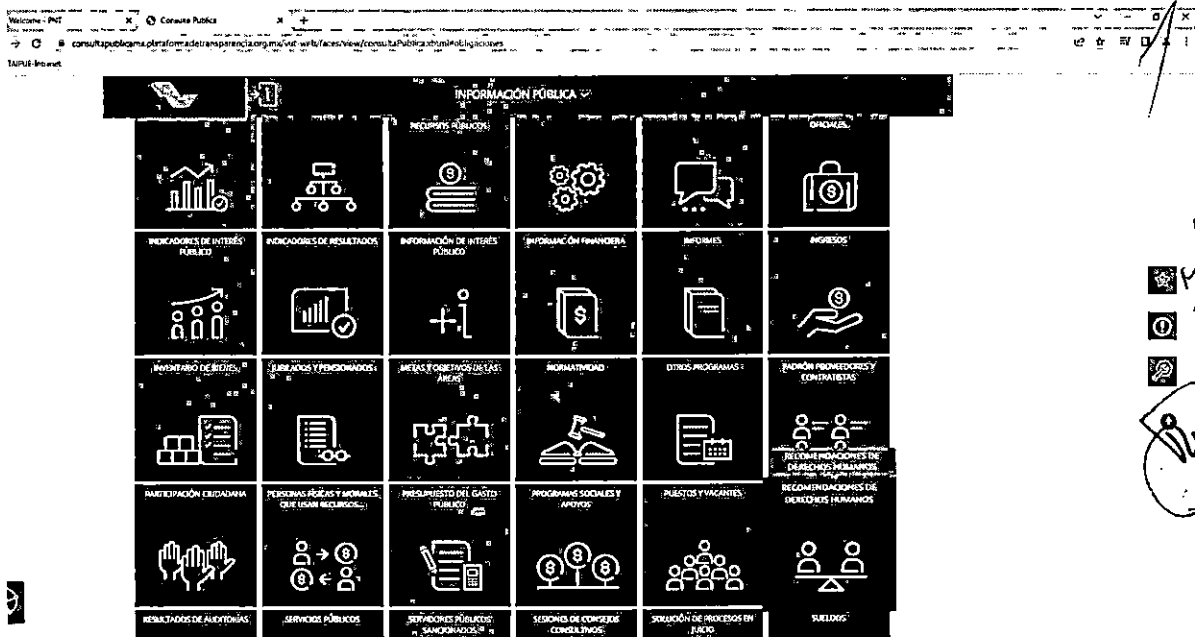 Welcome - PNT
Consulta Publica
consultapublicamx.plataformadetransparencia.org.mx/vut-web/faces/view/consultaPublica.xhtml#obligaciones
INFORMACIÓN PÚBLICA
RECURSOS PÚBLICOS
OFICIALES...
INDICADORES DE INTERÉS PÚBLICO
INDICADORES DE RESULTADOS
INFORMACIÓN DE INTERÉS PÚBLICO
INFORMACIÓN FINANCIERA
INFORMES
INGRESOS
INVENTARIO DE BIENES
JUBILADOS Y PENSIONADOS
METAS Y OBJETIVOS DE LAS ÁREAS
NORMATIVIDAD
OTROS PROGRAMAS
PADRÓN PROVEEDORES Y CONTRATISTAS
RECOMENDACIONES DE DERECHOS HUMANOS
PARTICIPACIÓN CIUDADANA
PERSONAS FÍSICAS Y MORALES QUE USAN RECURSOS...
PRESUPUESTO DEL GASTO PÚBLICO
PROGRAMAS SOCIALES Y APOYOS
PUESTOS Y VACANTES
RECOMENDACIONES DE DERECHOS HUMANOS
RESULTADOS DE AUDITORÍAS
SERVICIOS PÚBLICOS
SERVIDORES PÚBLICOS SANCIONADOS
SESIONES DE CONSEJOS CONSULTIVOS
SOLUCIÓN DE PROCESOS EN JUICIO
SUELDOS